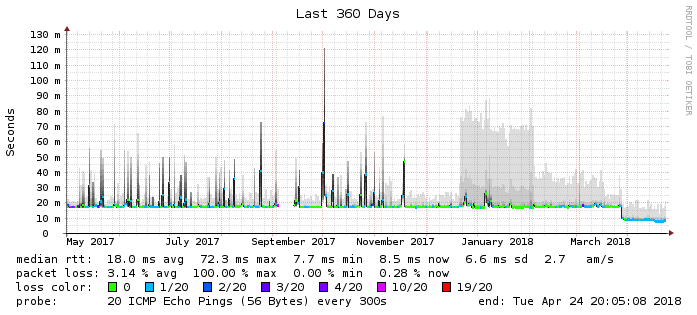 Last 360 Days
RRDTOOL / TOBI OETIKER
Seconds
130 m
120 m
110 m
100 m
90 m
80 m
70 m
60 m
50 m
40 m
30 m
20 m
10 m
0
May 2017 July 2017 September 2017 November 2017 January 2018 March 2018
median rtt: 18.0 ms avg 72.3 ms max 7.7 ms min 8.5 ms now 6.6 ms sd 2.7 am/s
packet loss: 3.14 % avg 100.00 % max 0.00 % min 0.28 % now
loss color: 0 1/20 2/20 3/20 4/20 10/20 19/20
probe: 20 ICMP Echo Pings (56 Bytes) every 300s end: Tue Apr 24 20:05:08 2018